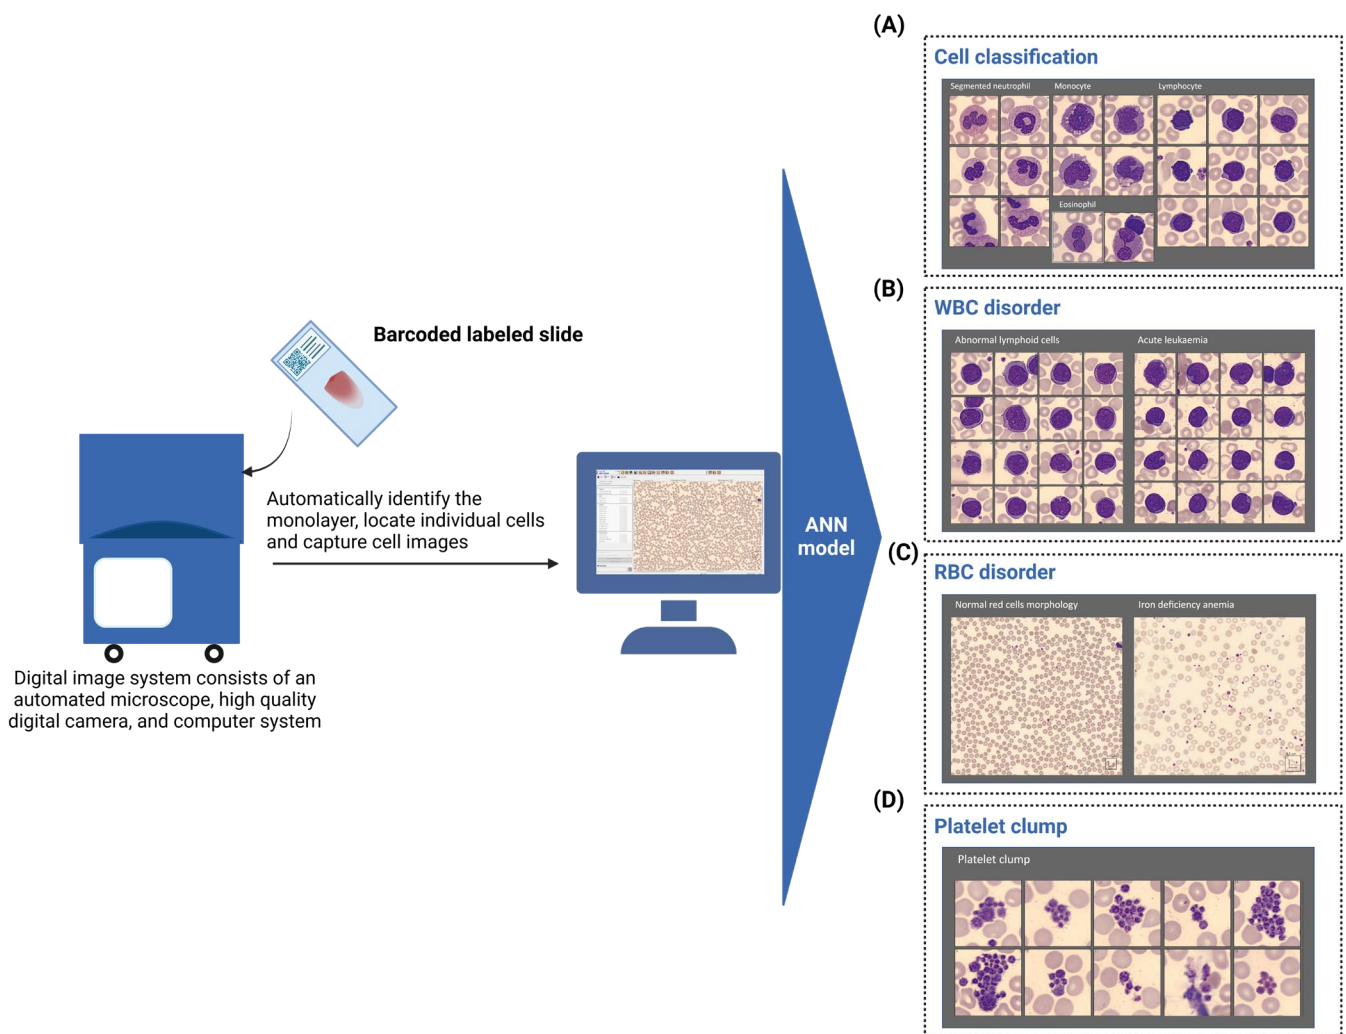 Barcoded labeled slide
Automatically identify the
monolayer, locate individual cells
and capture cell images
Digital image system consists of an
automated microscope, high quality
digital camera, and computer system
ANN
model
(A)
Cell classification
Segmented neutrophil
Monocyte
Lymphocyte
Eosinophil
(B)
WBC disorder
Abnormal lymphoid cells
Acute leukaemia
(C)
RBC disorder
Normal red cells morphology
Iron deficiency anemia
(D)
Platelet clump
Platelet clump